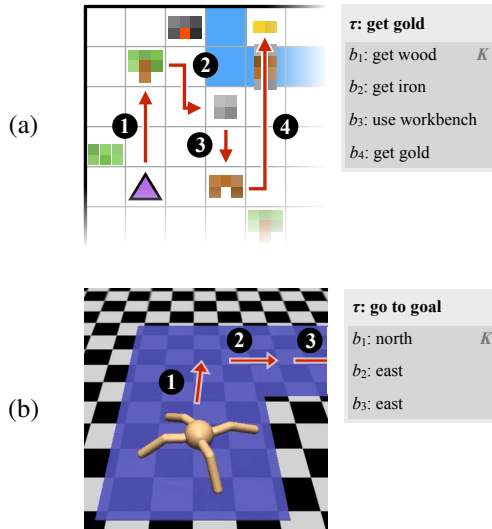 (a)
1
2
3
4
τ: get gold
b₁: get wood K
b₂: get iron
b₃: use workbench
b₄: get gold
(b)
1
2
3
τ: go to goal
b₁: north K
b₂: east
b₃: east